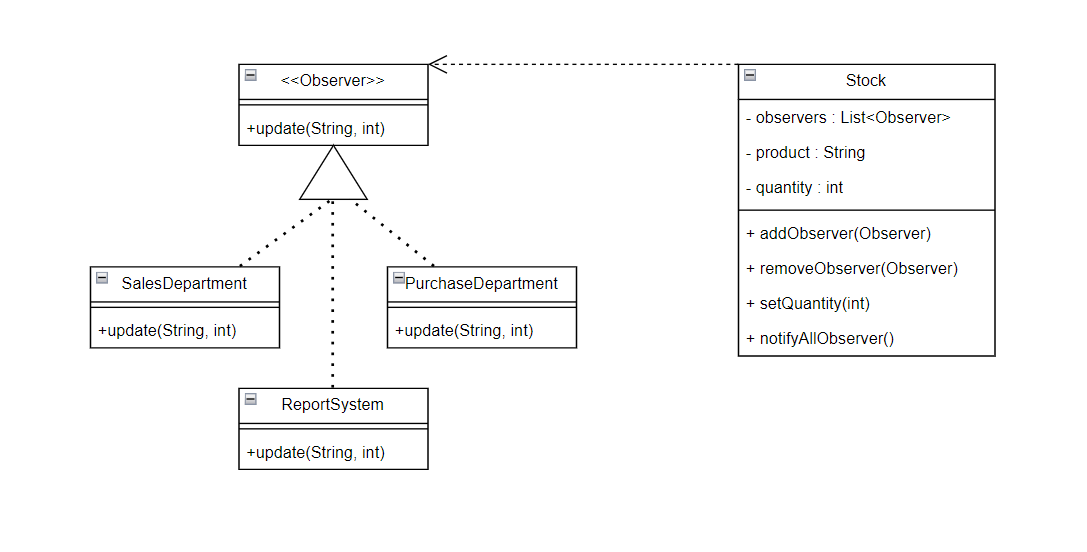 <<Observer>>
+update(String, int)
Stock
- observers : List<Observer>
- product : String
- quantity : int
+ addObserver(Observer)
+ removeObserver(Observer)
+ setQuantity(int)
+ notifyAllObserver()
SalesDepartment
+update(String, int)
PurchaseDepartment
+update(String, int)
ReportSystem
+update(String, int)